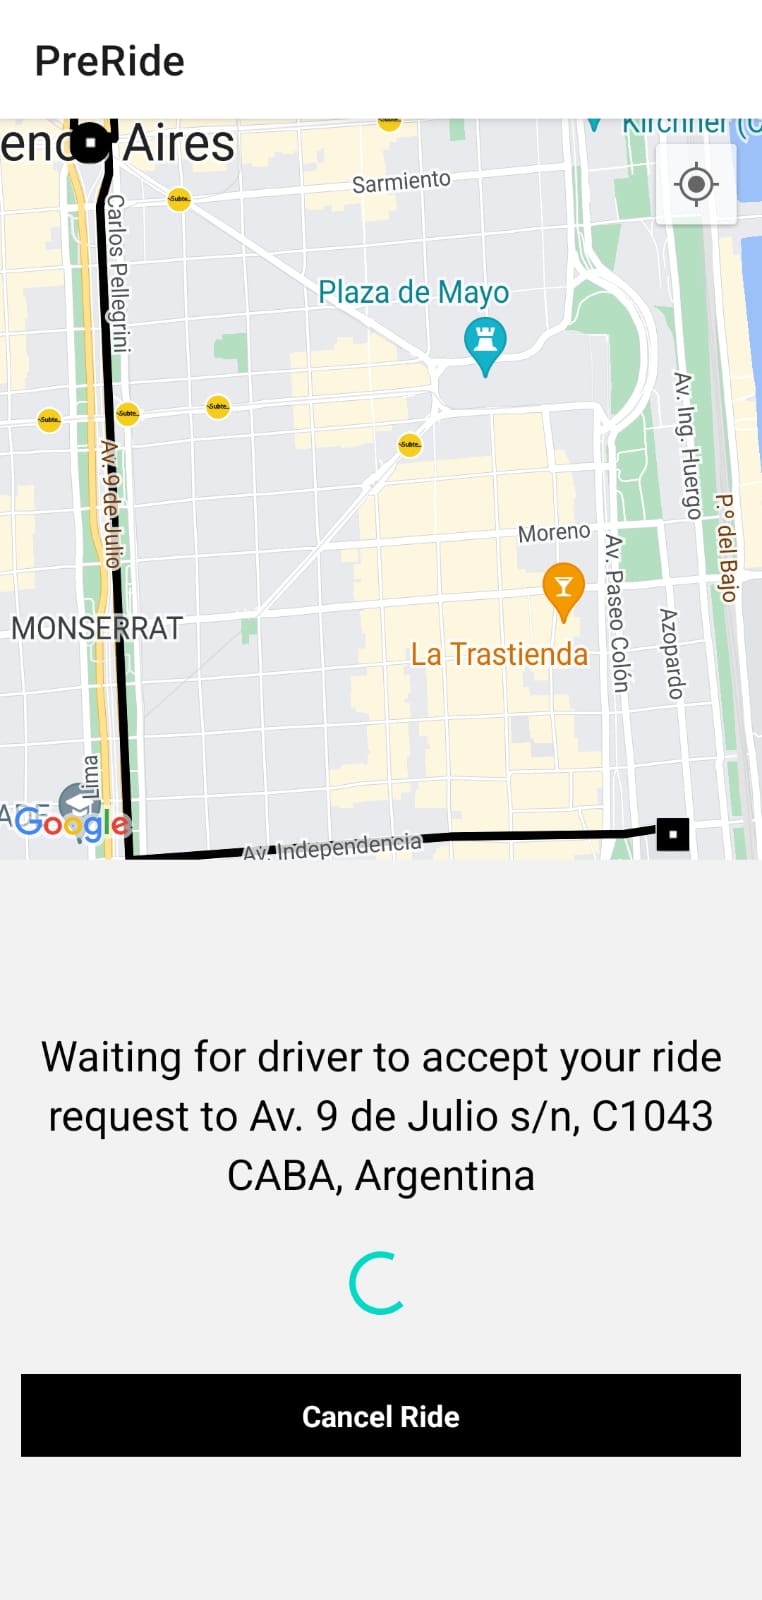 PreRide
Aires
Kirchner (C
Sarmiento
Carlos Pellegrini
Subte
Plaza de Mayo
Subte
Subte
Subte
Subte
Av. Ing. Huergo
Av. 9 de Julio
P.º del Bajo
Moreno
Av. Paseo Colón
MONSERRAT
Azopardo
La Trastienda
Lima
Google
Av. Independencia
Waiting for driver to accept your ride
request to Av. 9 de Julio s/n, C1043
CABA, Argentina
Cancel Ride